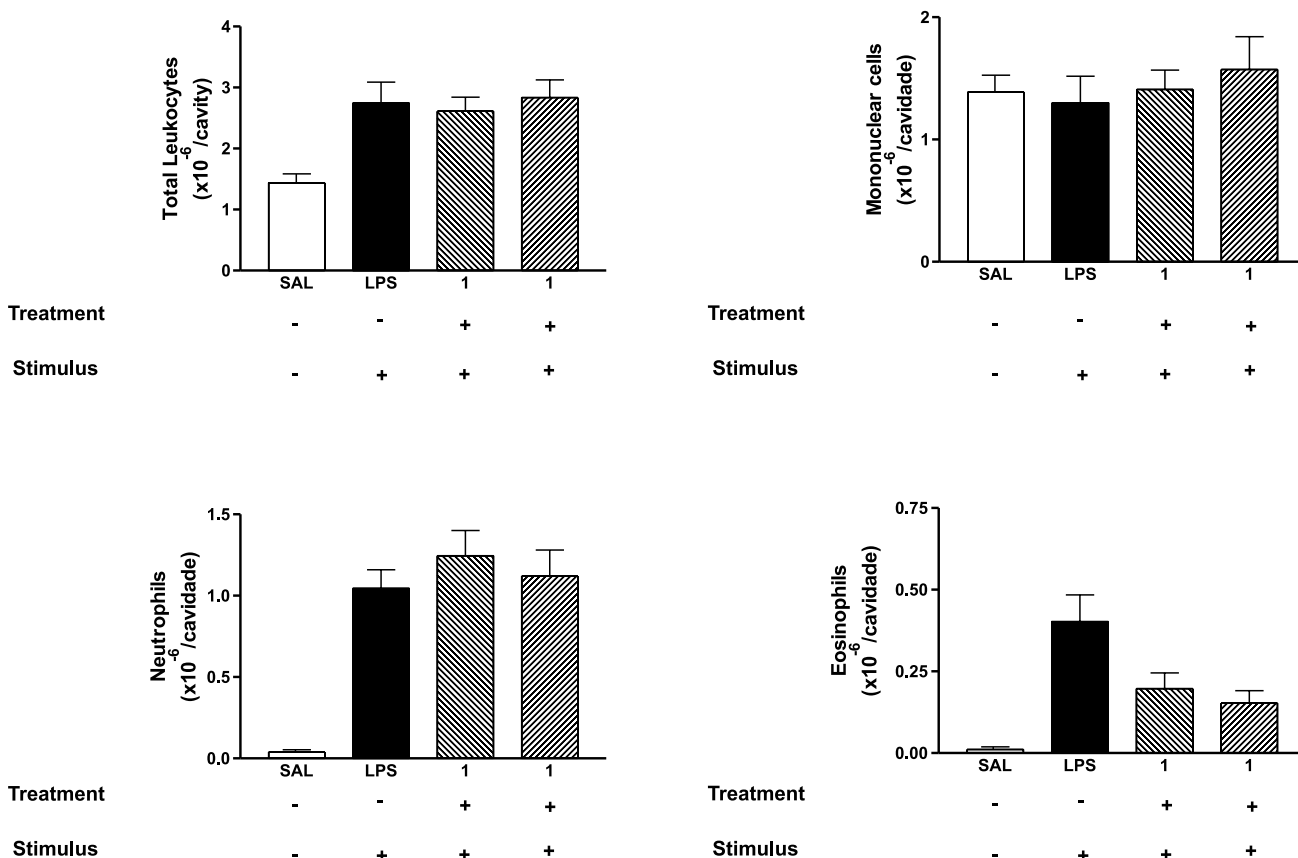 Total Leukocytes
(x10-6/cavity)
4
3
2
1
0
SAL LPS 1 1
Treatment - - + +
Stimulus - + + +
Mononuclear cells
(x10-6/cavidade)
2
1
0
SAL LPS 1 1
Treatment - - + +
Stimulus - + + +
Neutrophils
(x10-6/cavidade)
1.5
1.0
0.5
0.0
SAL LPS 1 1
Treatment - - + +
Stimulus - + + +
Eosinophils
(x10-6/cavidade)
0.75
0.50
0.25
0.00
SAL LPS 1 1
Treatment - - + +
Stimulus - + + +